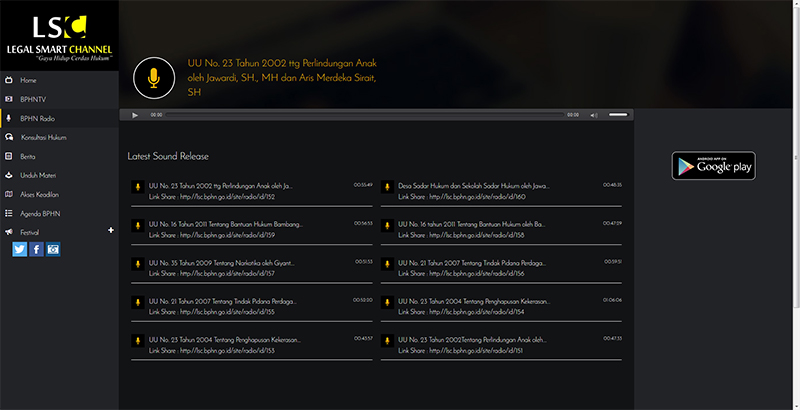 LSC
LEGAL SMART CHANNEL
"Gaya Hidup Cerdas Hukum"
Home
BPHNTV
BPHN Radio
Konsultasi Hukum
Berita
Unduh Materi
Akses Keadilan
Agenda BPHN
Festival
UU No. 23 Tahun 2002 ttg Perlindungan Anak
oleh Jawardi, SH., MH dan Aris Merdeka Sirait,
SH
00:00
00:00
Latest Sound Release
UU No. 23 Tahun 2002 ttg Perlindungan Anak oleh Ja... 00:55:49
Link Share : http://lsc.bphn.go.id/site/radio/id/152
Desa Sadar Hukum dan Sekolah Sadar Hukum oleh Jawa... 00:48:35
Link Share : http://lsc.bphn.go.id/site/radio/id/160
UU No. 16 Tahun 2011 Tentang Bantuan Hukum Bambang... 00:56:53
Link Share : http://lsc.bphn.go.id/site/radio/id/159
UU No. 16 tahun 2011 Tentang Bantuan Hukum oleh Ba... 00:47:29
Link Share : http://lsc.bphn.go.id/site/radio/id/158
UU No. 35 Tahun 2009 Tentang Narkotika oleh Giyant... 00:51:53
Link Share : http://lsc.bphn.go.id/site/radio/id/157
UU No. 21 Tahun 2007 Tentang Tindak Pidana Perdaga... 00:59:51
Link Share : http://lsc.bphn.go.id/site/radio/id/156
UU No. 21 Tahun 2007 Tentang Tindak Pidana Perdaga... 00:52:20
Link Share : http://lsc.bphn.go.id/site/radio/id/155
UU No. 23 Tahun 2004 Tentang Penghapusan Kekerasan... 01:06:06
Link Share : http://lsc.bphn.go.id/site/radio/id/154
UU No. 23 Tahun 2004 Tentang Penghapusan Kekerasan... 00:43:57
Link Share : http://lsc.bphn.go.id/site/radio/id/153
UU No. 23 Tahun 2002Tentang Perlindungan Anak oleh... 00:47:33
Link Share : http://lsc.bphn.go.id/site/radio/id/151
ANDROID APP ON
Google play